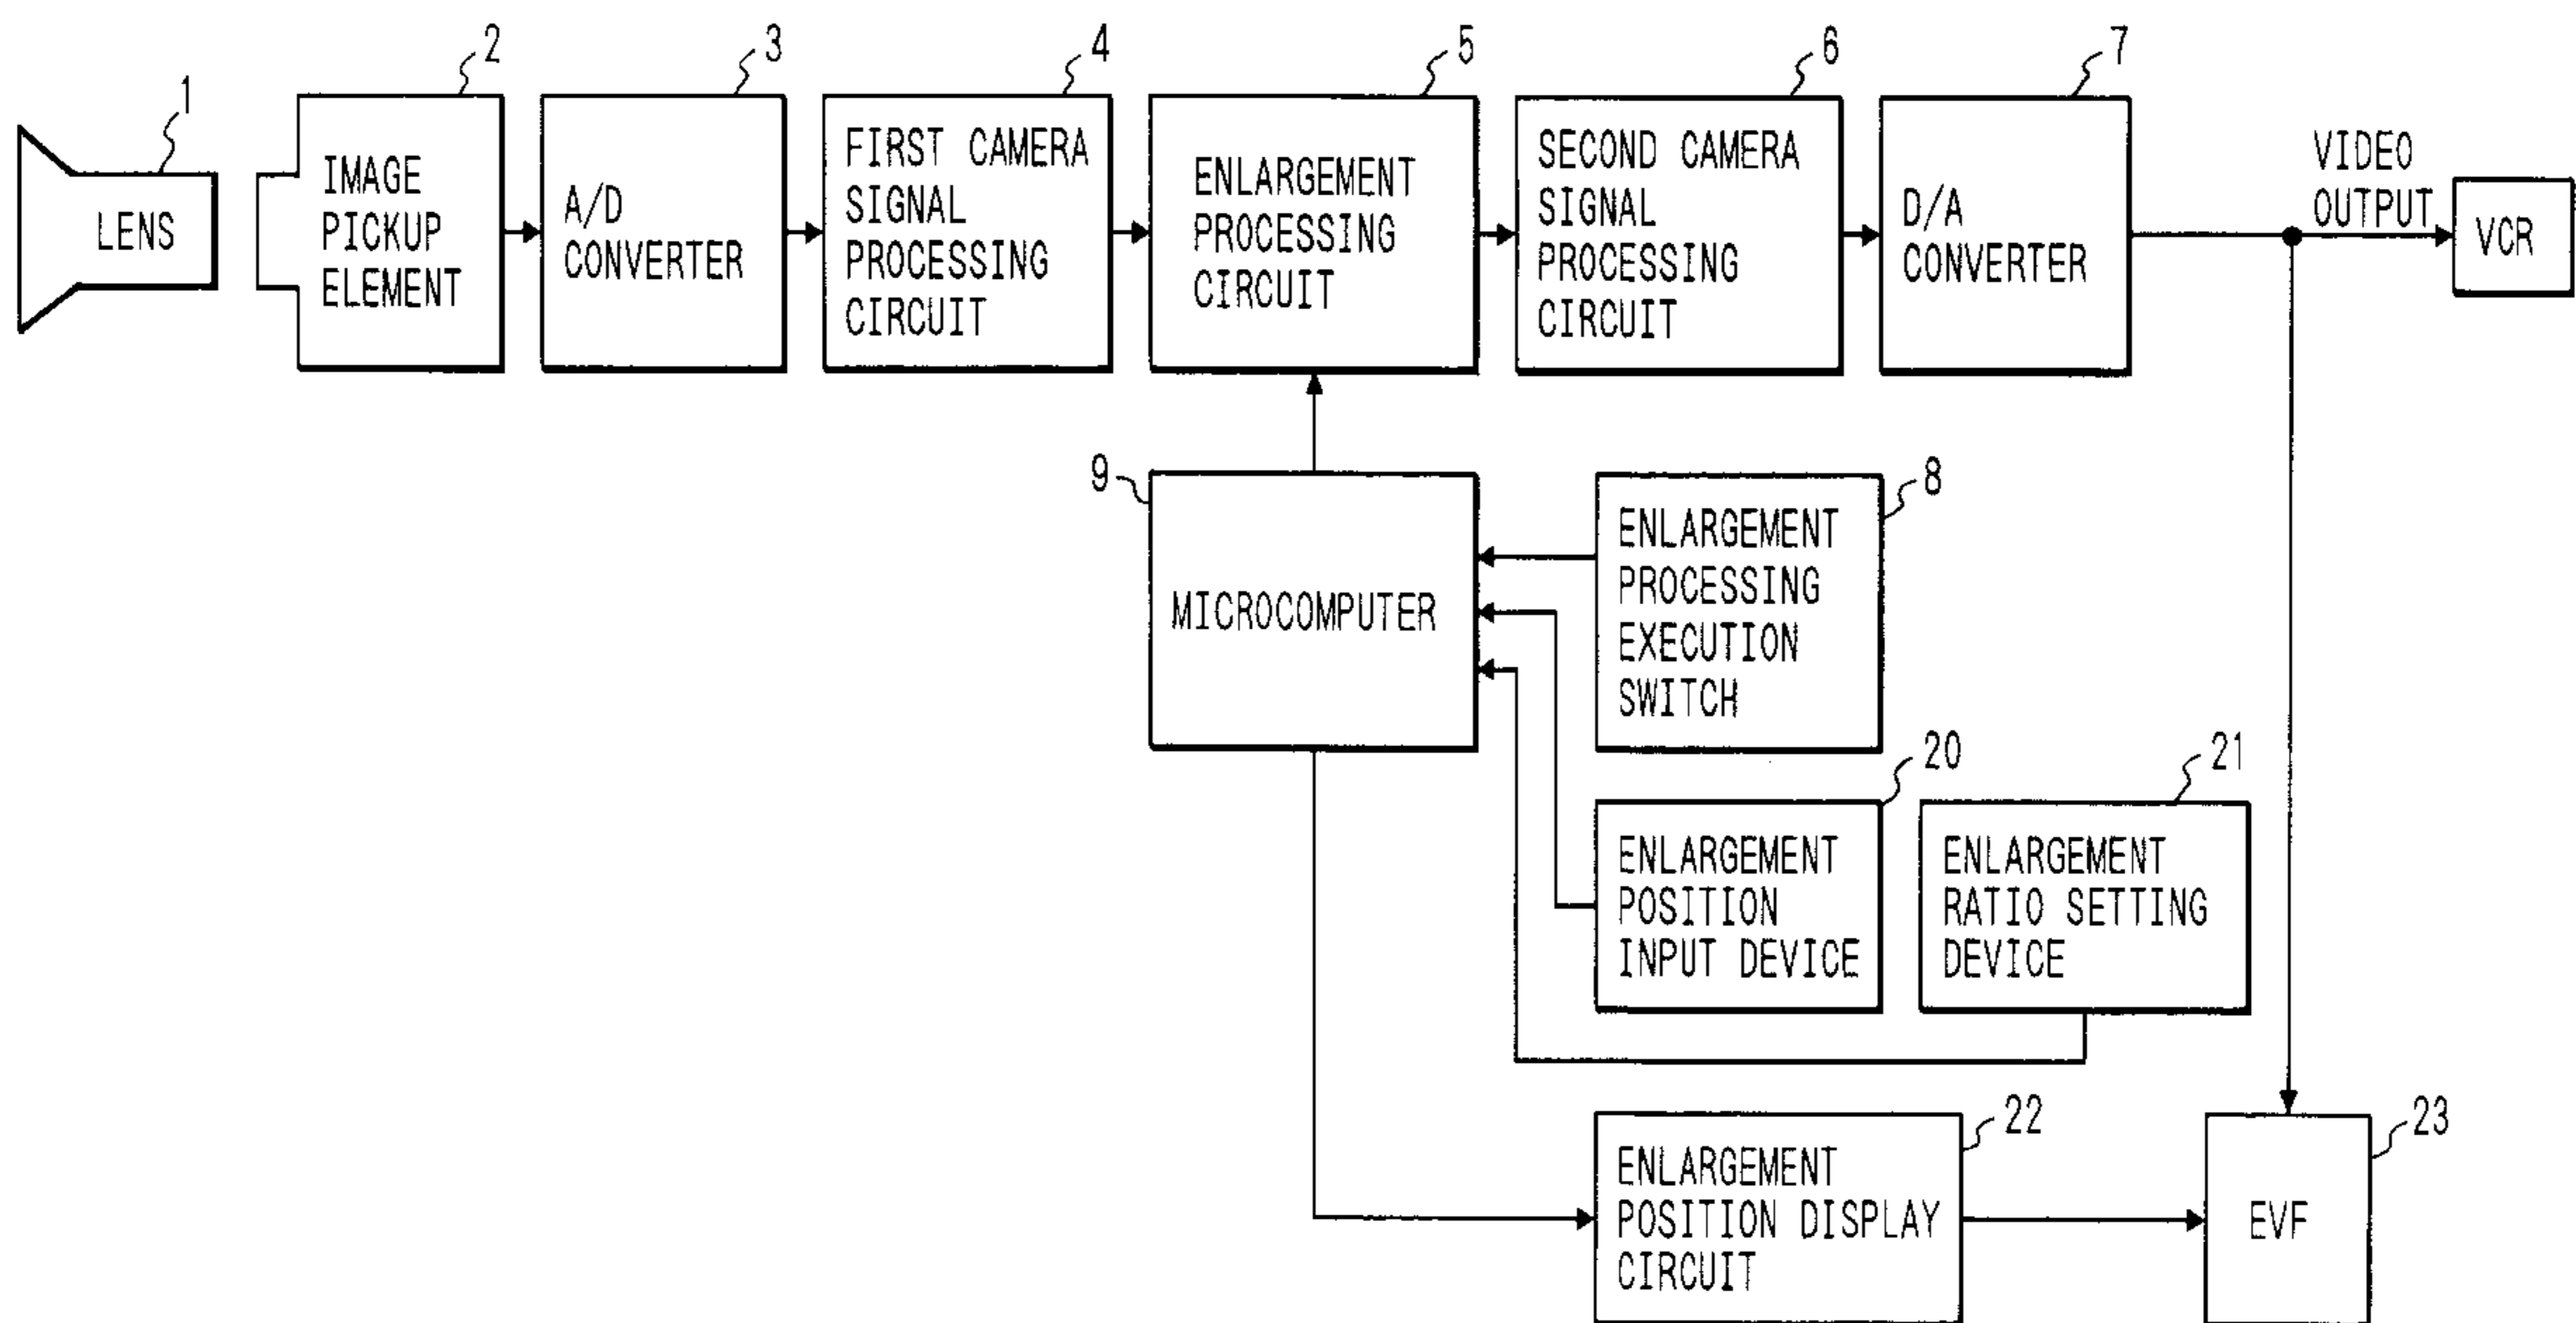 1
2
3
4
5
6
7
LENS
IMAGE
PICKUP
ELEMENT
A/D
CONVERTER
FIRST CAMERA
SIGNAL
PROCESSING
CIRCUIT
ENLARGEMENT
PROCESSING
CIRCUIT
SECOND CAMERA
SIGNAL
PROCESSING
CIRCUIT
D/A
CONVERTER
VIDEO
OUTPUT
VCR
9
MICROCOMPUTER
8
ENLARGEMENT
PROCESSING
EXECUTION
SWITCH
20
ENLARGEMENT
POSITION
INPUT DEVICE
21
ENLARGEMENT
RATIO SETTING
DEVICE
22
ENLARGEMENT
POSITION DISPLAY
CIRCUIT
23
EVF